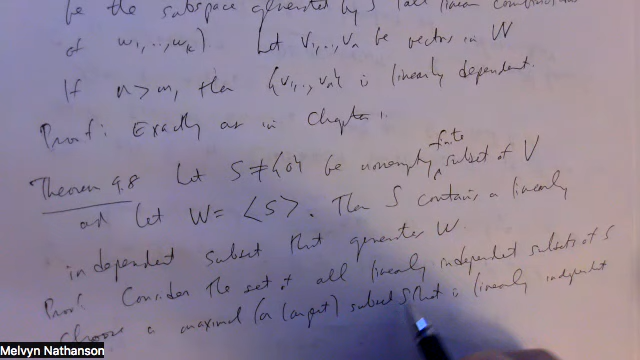 be the subspace generated by S (all linear combinations
of w1,..,wk) Let v1,..,vn be vectors in W
If n>m, then {v1,..,vn} is linearly dependent.
Proof: Exactly as in Chapter 1.
finite
Theorem 9.8 Let S≠{0} be nonempty subset of V
and let W = <S>. Then S contains a linearly
independent subset that generates W.
Proof: Consider the set of all linearly independent subsets of S
Choose a maximal (or largest) subset S that is linearly independent
Melvyn Nathanson